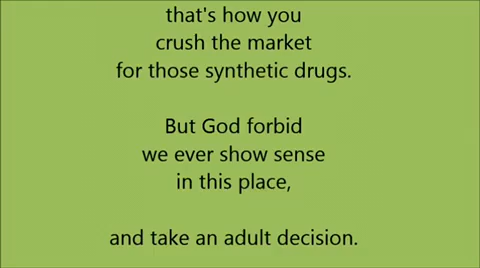 that's how you
crush the market
for those synthetic drugs.
But God forbid
we ever show sense
in this place,
and take an adult decision.